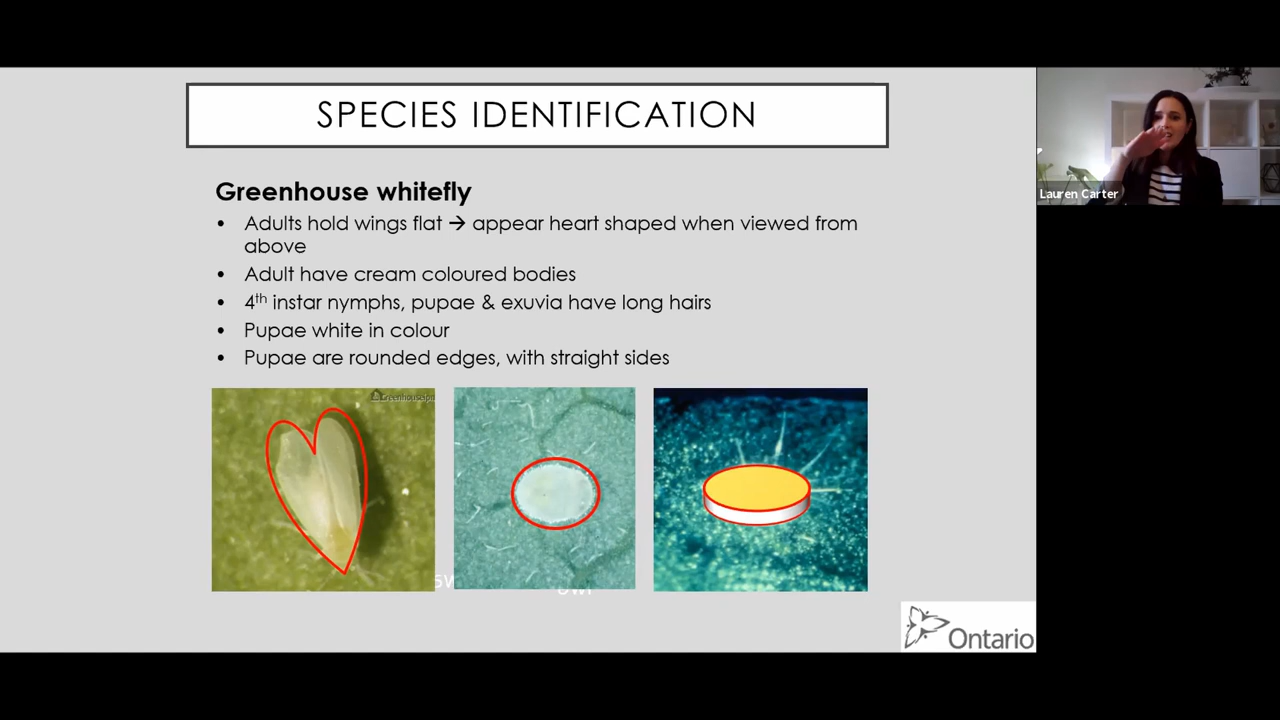 SPECIES IDENTIFICATION
Lauren Carter
Greenhouse whitefly
• Adults hold wings flat → appear heart shaped when viewed from
above
• Adult have cream coloured bodies
• 4th instar nymphs, pupae & exuvia have long hairs
• Pupae white in colour
• Pupae are rounded edges, with straight sides
Ontario